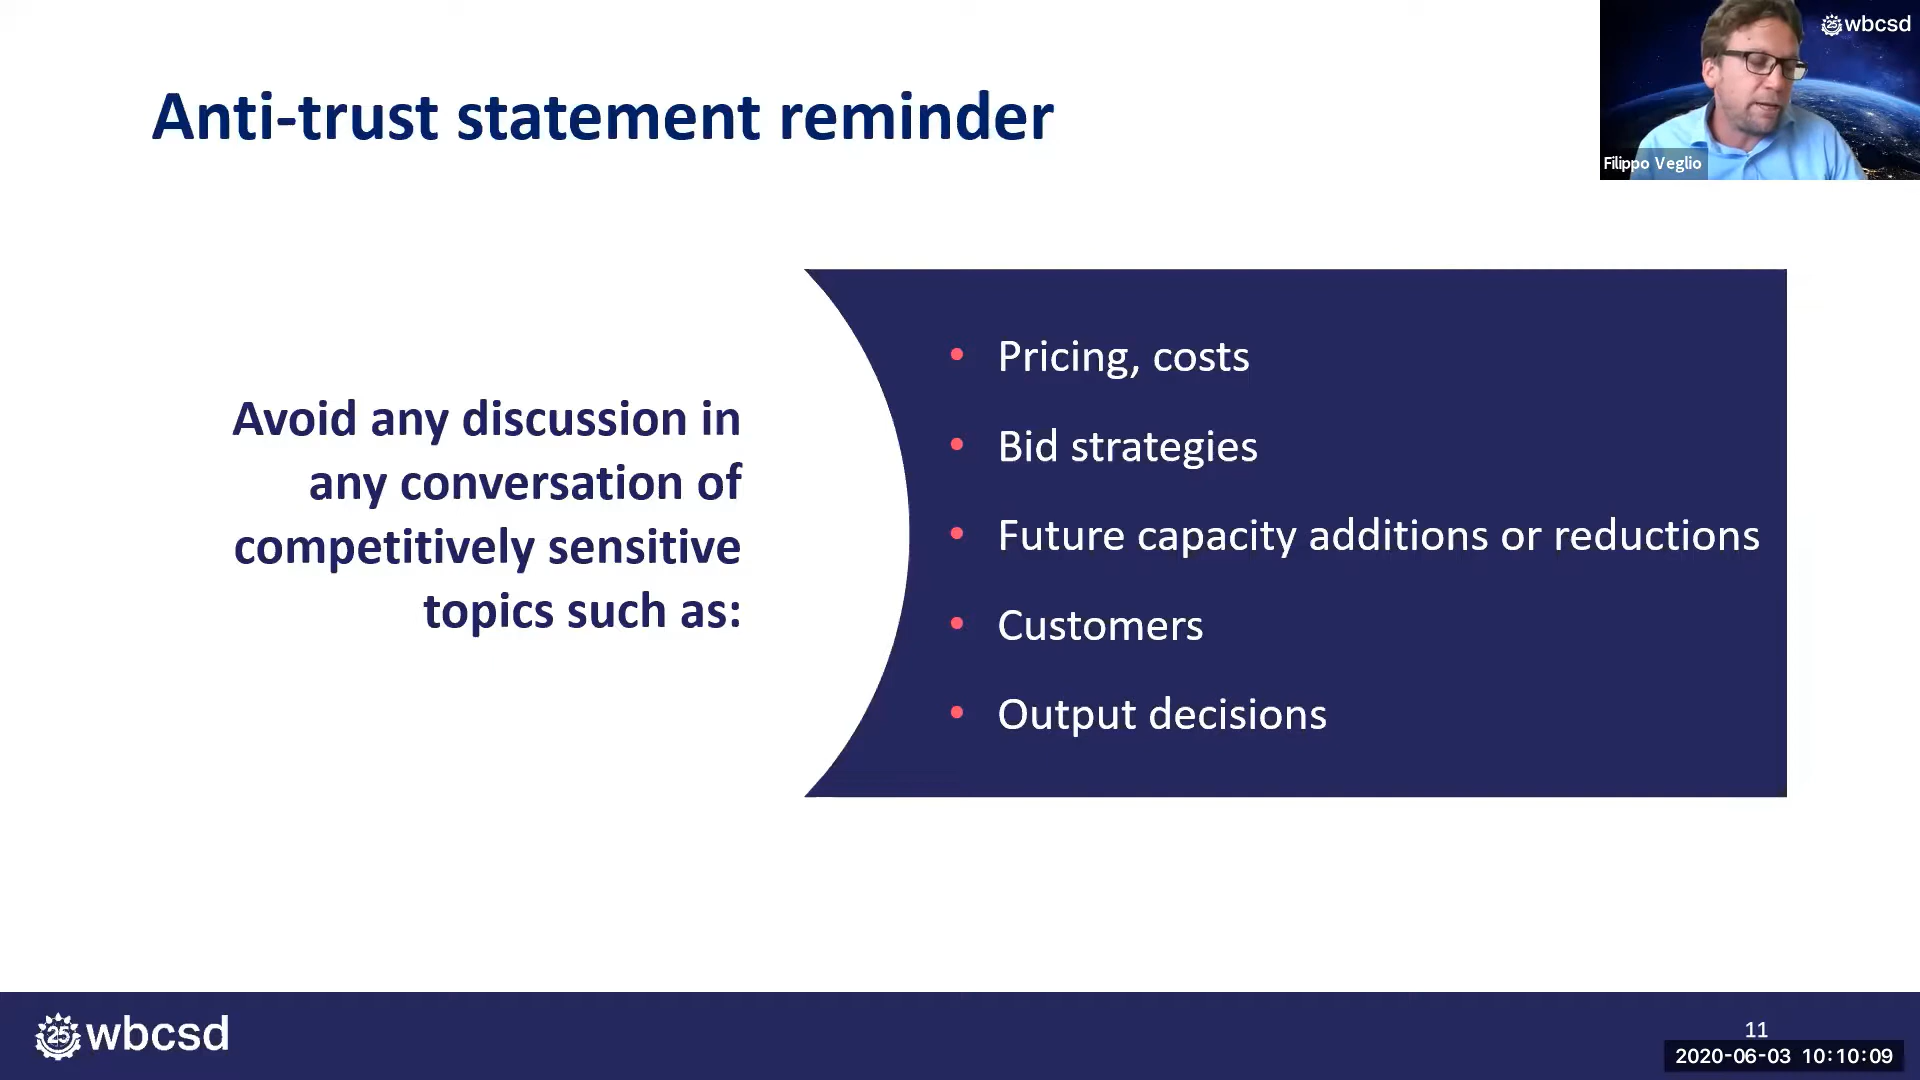 Anti-trust statement reminder
wbcsd
Filippo Veglio
Avoid any discussion in
any conversation of
competitively sensitive
topics such as:
• Pricing, costs
• Bid strategies
• Future capacity additions or reductions
• Customers
• Output decisions
25 wbcsd
11
2020-06-03 10:10:09